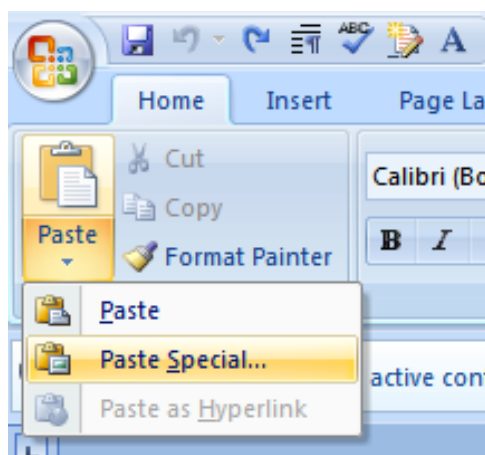 ABC A
Home Insert Page La
Cut
Calibri (Bo
Copy
Paste
B I
Format Painter
Paste
Paste Special...
active con
Paste as Hyperlink